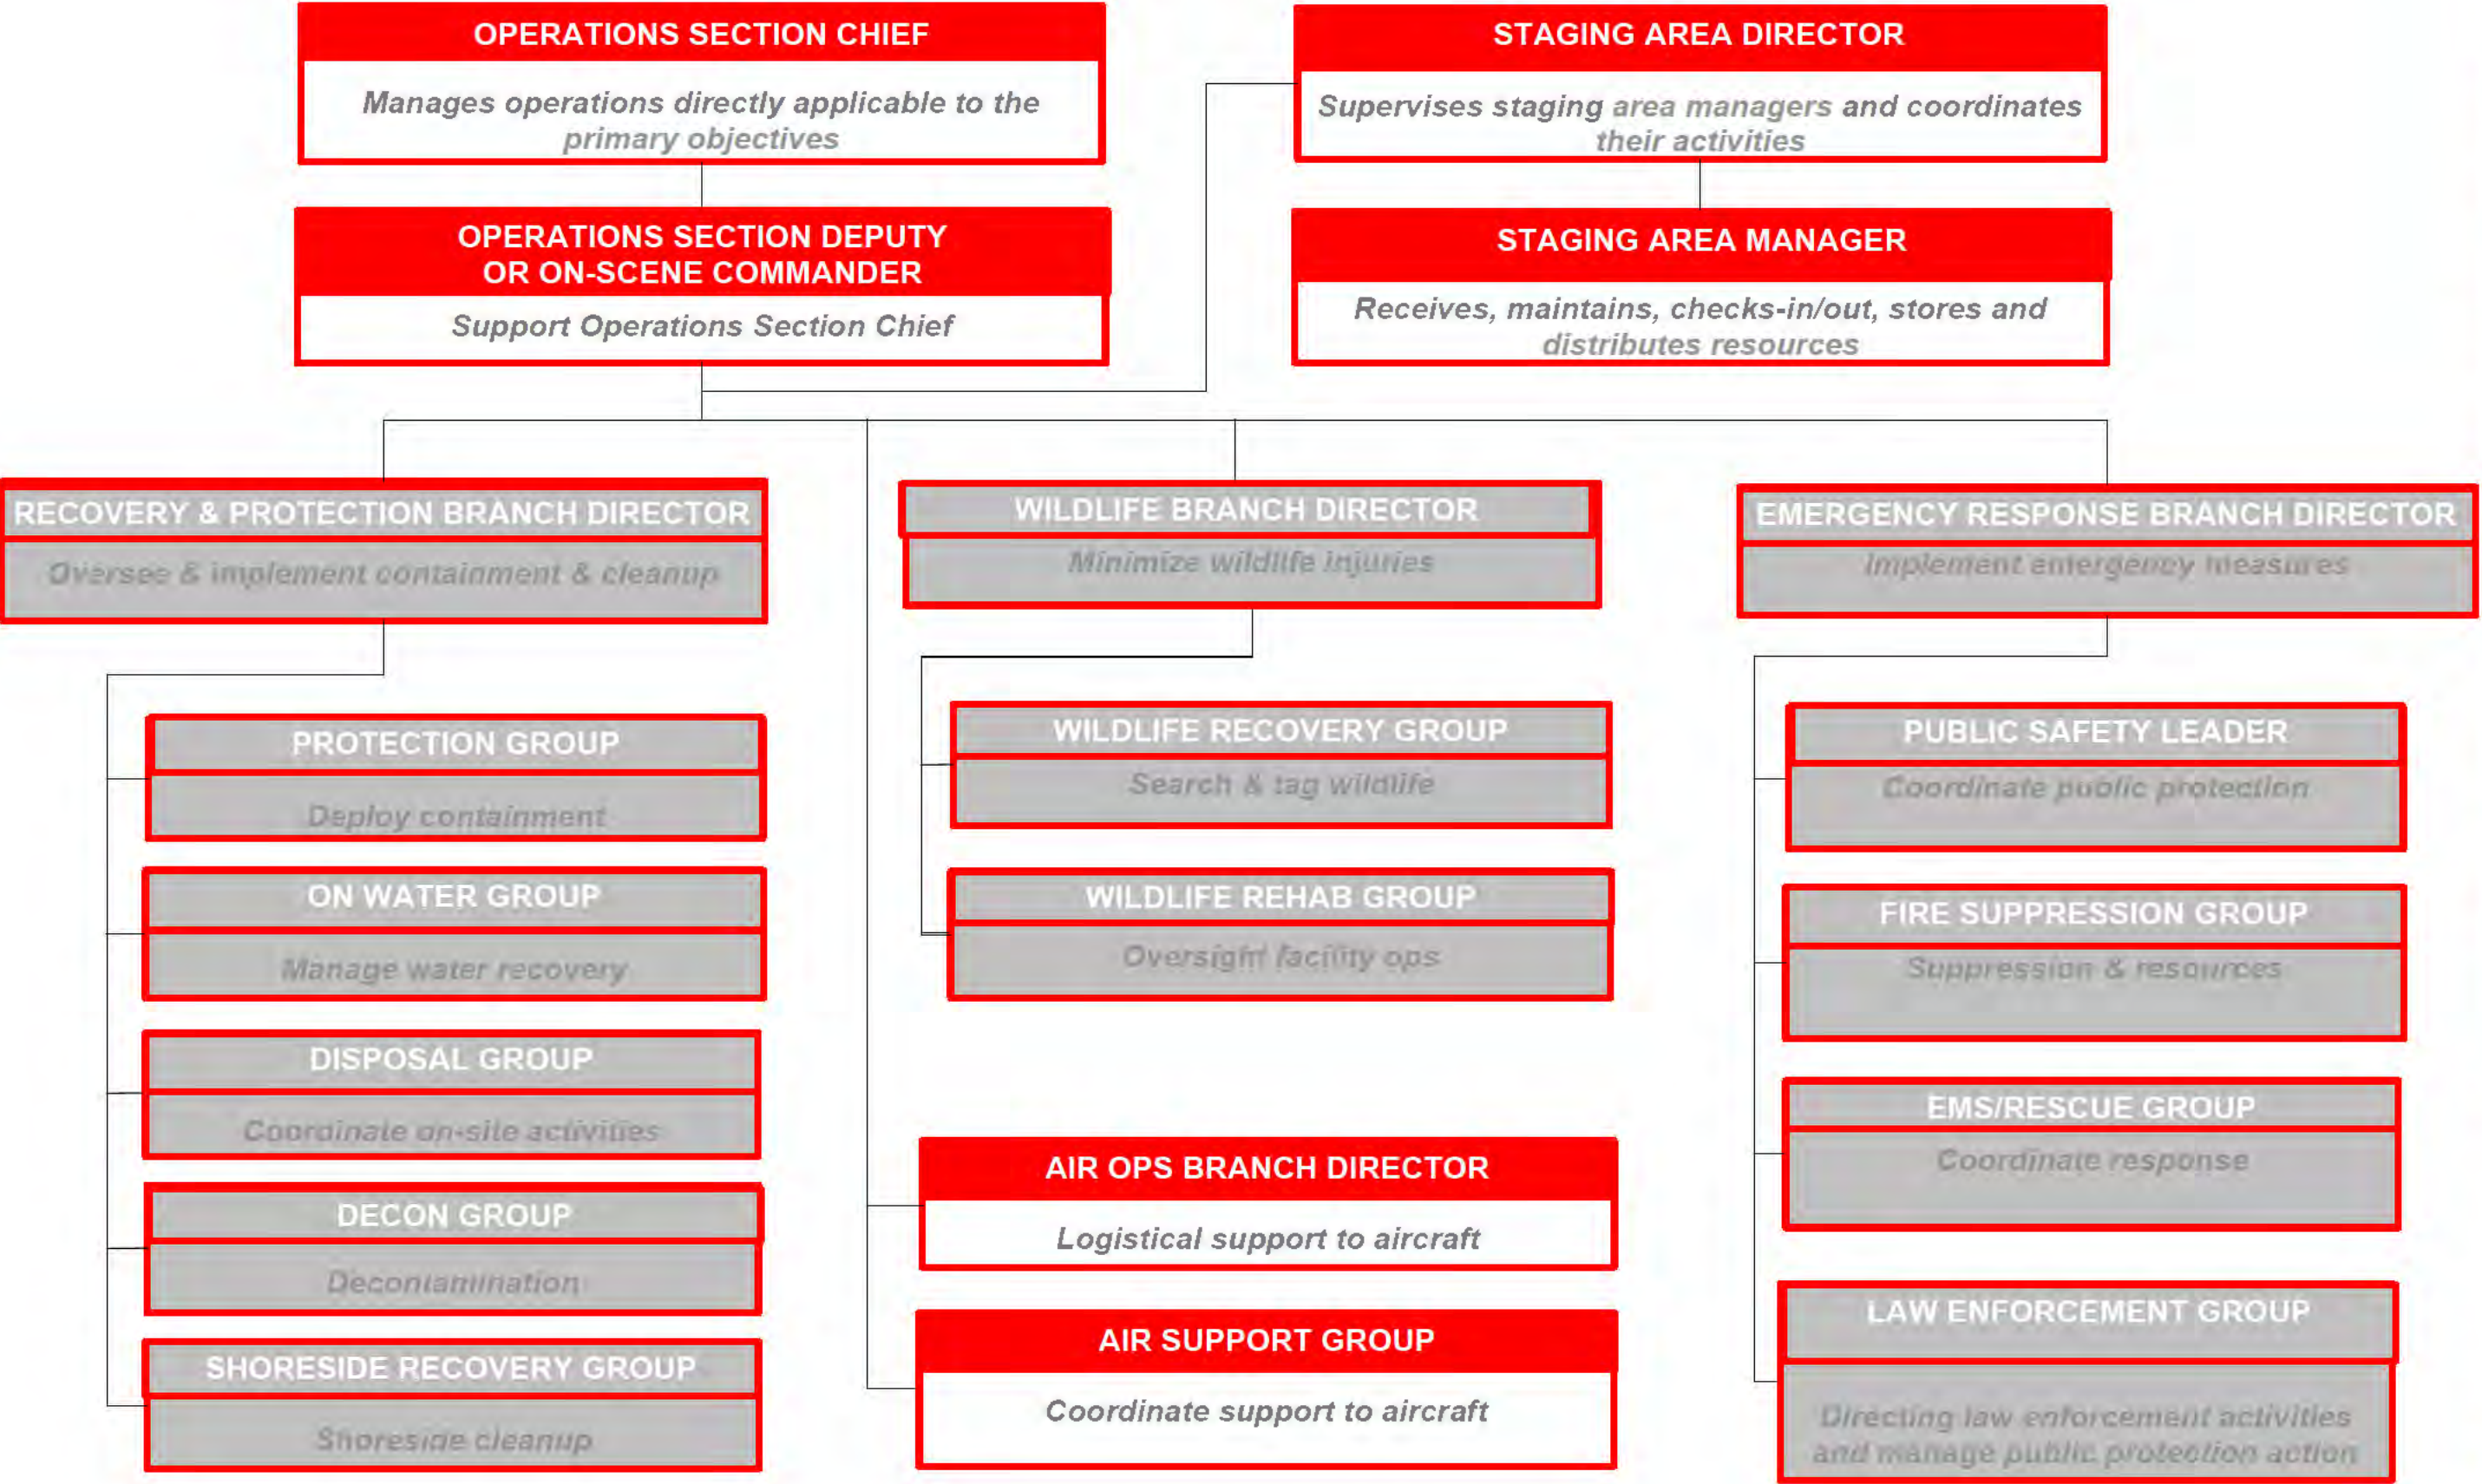 OPERATIONS SECTION CHIEF
Manages operations directly applicable to the
primary objectives
STAGING AREA DIRECTOR
Supervises staging area managers and coordinates
their activities
OPERATIONS SECTION DEPUTY
OR ON-SCENE COMMANDER
Support Operations Section Chief
STAGING AREA MANAGER
Receives, maintains, checks-in/out, stores and
distributes resources
RECOVERY & PROTECTION BRANCH DIRECTOR
Oversee & implement containment & cleanup
PROTECTION GROUP
Deploy containment
ON WATER GROUP
Manage water recovery
DISPOSAL GROUP
Coordinate on-site activities
DECON GROUP
Decontamination
SHORESIDE RECOVERY GROUP
Shoreside cleanup
WILDLIFE BRANCH DIRECTOR
Minimize wildlife injuries
WILDLIFE RECOVERY GROUP
Search & tag wildlife
WILDLIFE REHAB GROUP
Oversight facility ops
AIR OPS BRANCH DIRECTOR
Logistical support to aircraft
AIR SUPPORT GROUP
Coordinate support to aircraft
EMERGENCY RESPONSE BRANCH DIRECTOR
Implement emergency measures
PUBLIC SAFETY LEADER
Coordinate public protection
FIRE SUPPRESSION GROUP
Suppression & resources
EMS/RESCUE GROUP
Coordinate response
LAW ENFORCEMENT GROUP
Directing law enforcement activities
and manage public protection action